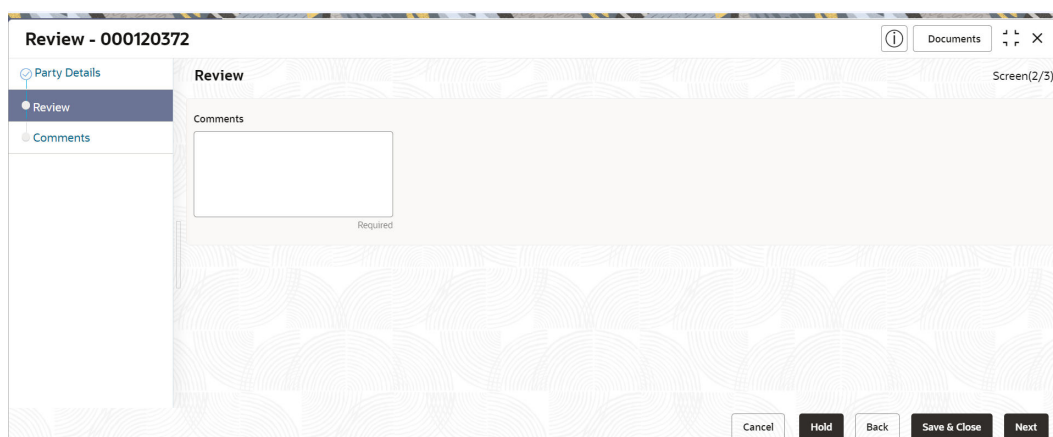 Review - 000120372
Documents
Party Details
Review
Comments
Review
Screen(2/3)
Comments
Required
Cancel
Hold
Back
Save & Close
Next